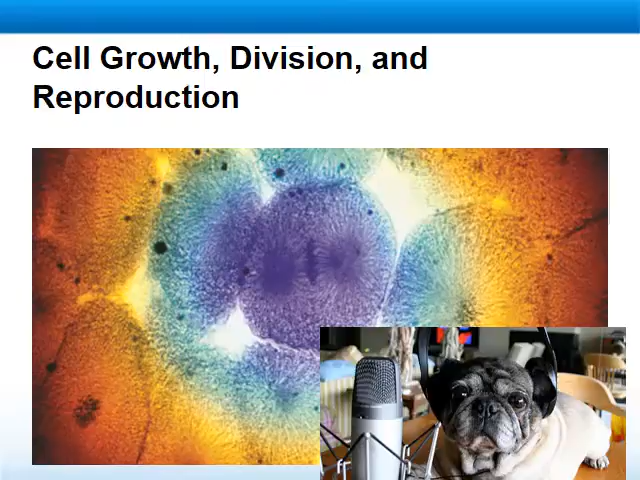 Cell Growth, Division, and
Reproduction